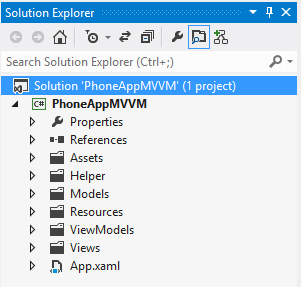 Solution Explorer
Search Solution Explorer (Ctrl+;)
Solution 'PhoneAppMVVM' (1 project)
C# PhoneAppMVVM
Properties
References
Assets
Helper
Models
Resources
ViewModels
Views
App.xaml